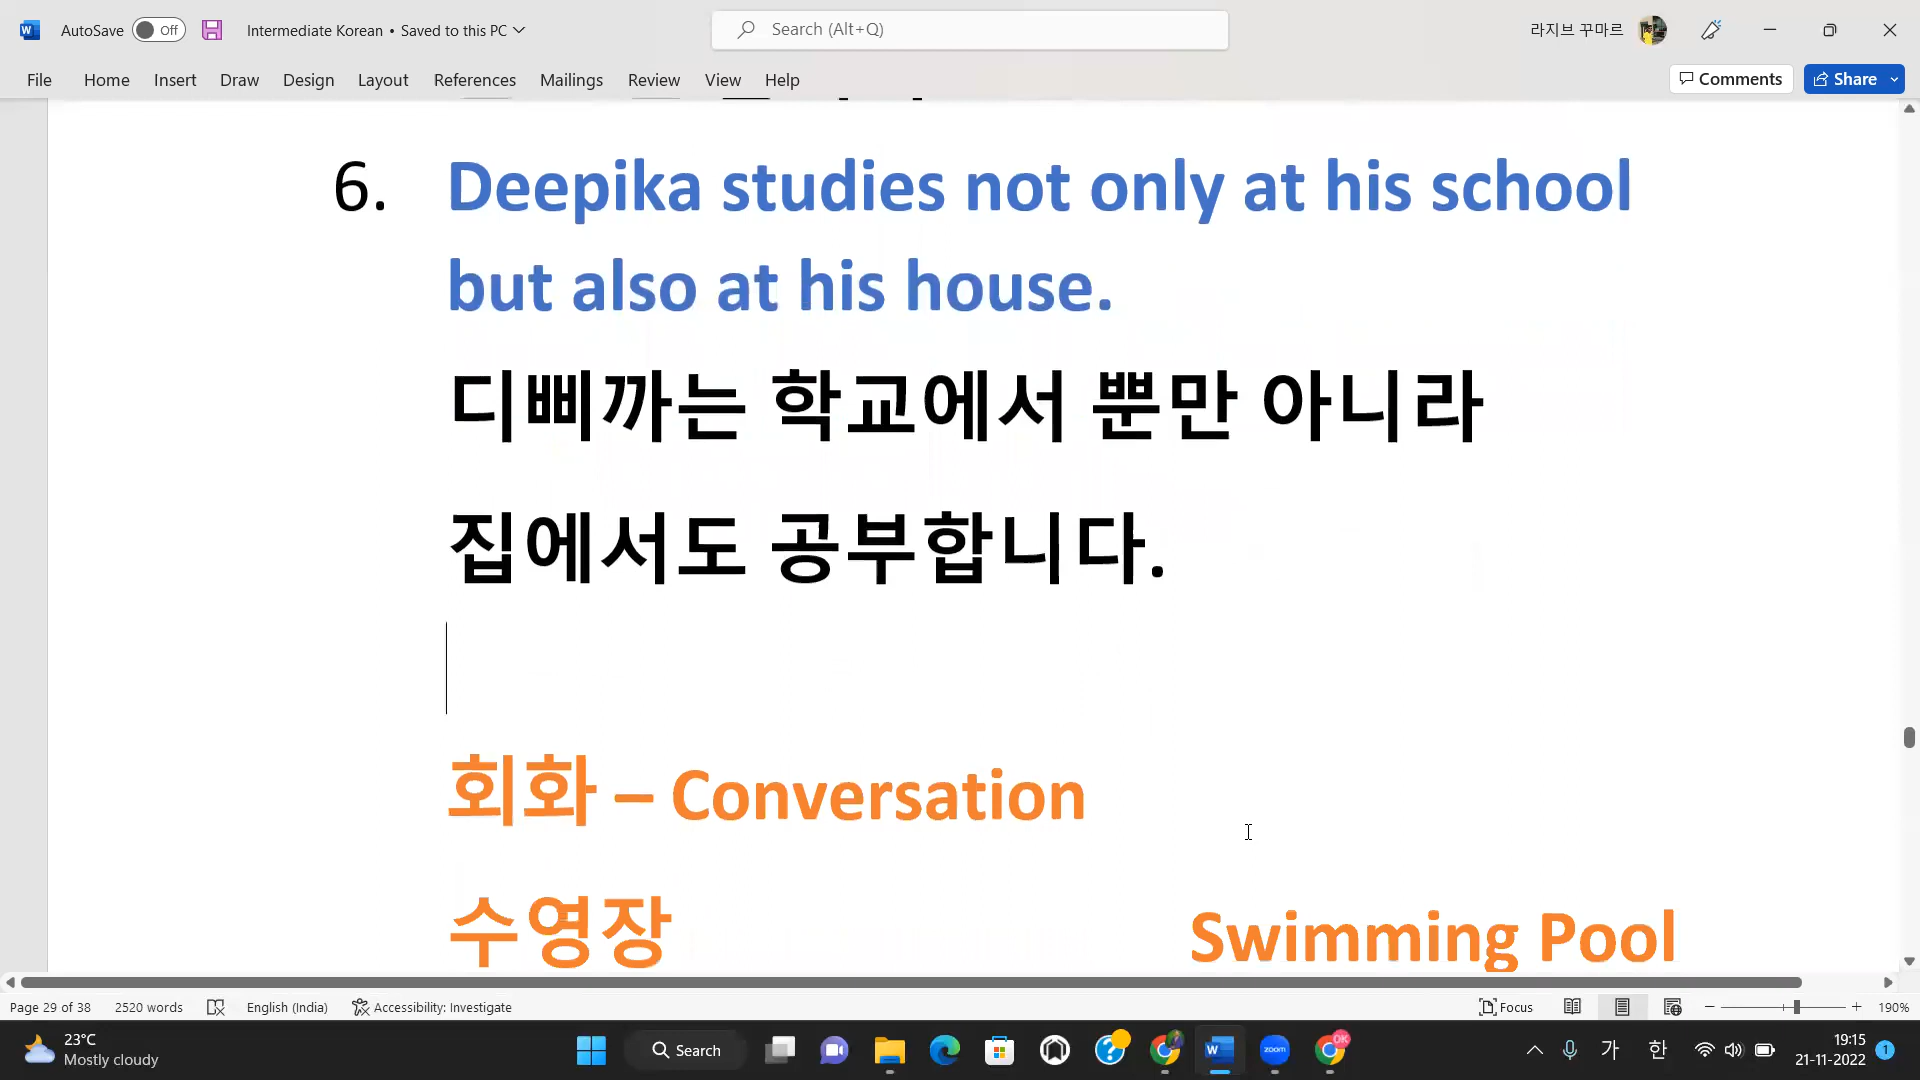 AutoSave Off Intermediate Korean • Saved to this PC Search (Alt+Q) 라지브 꾸마르
File Home Insert Draw Design Layout References Mailings Review View Help Comments Share
6. Deepika studies not only at his school
but also at his house.
디삐까는 학교에서 뿐만 아니라
집에서도 공부합니다.
회화 – Conversation
수영장 Swimming Pool
Page 29 of 38 2520 words English (India) Accessibility: Investigate Focus 190%
23°C
Mostly cloudy
Search
zoom
OK
가 한
19:15
21-11-2022
1